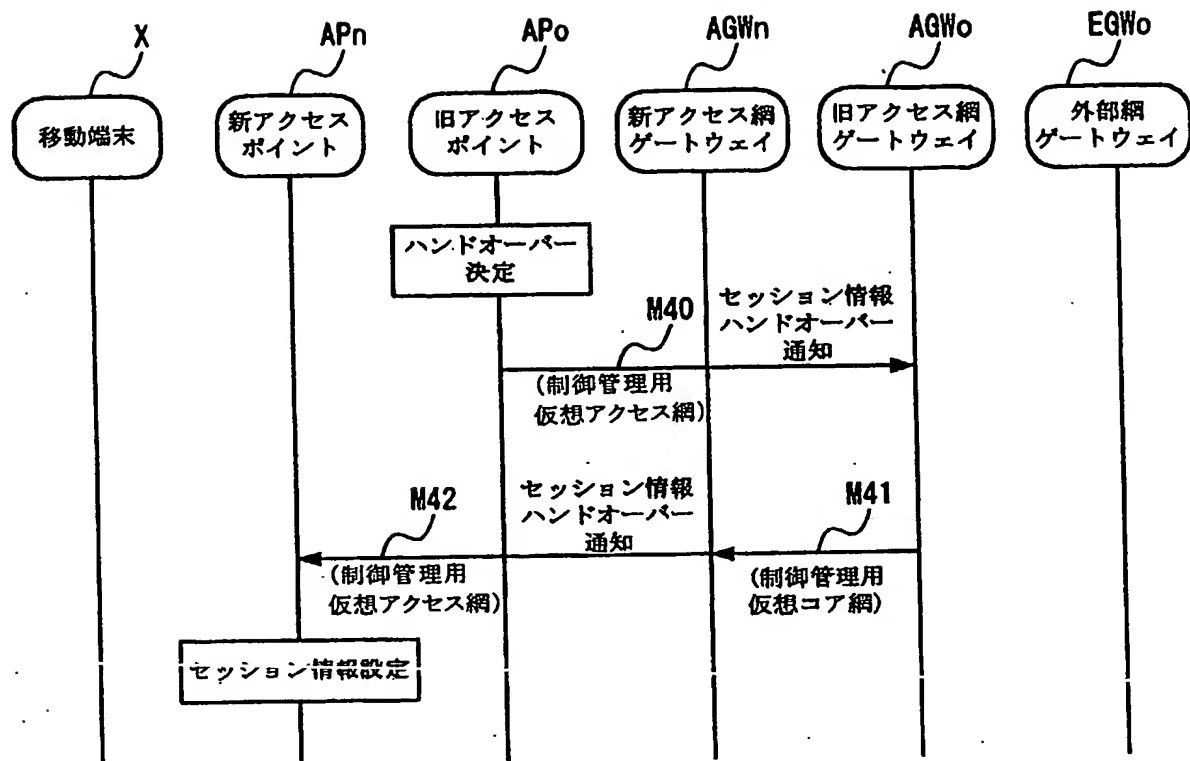 X
APn
APo
AGWn
AGWo
EGWo
移動端末
新アクセス
ポイント
旧アクセス
ポイント
新アクセス網
ゲートウェイ
旧アクセス網
ゲートウェイ
外部網
ゲートウェイ
ハンドオーバー
決定
M40
セッション情報
ハンドオーバー
通知
(制御管理用
仮想アクセス網)
M42
セッション情報
ハンドオーバー
通知
M41
(制御管理用
仮想アクセス網)
(制御管理用
仮想コア網)
セッション情報設定